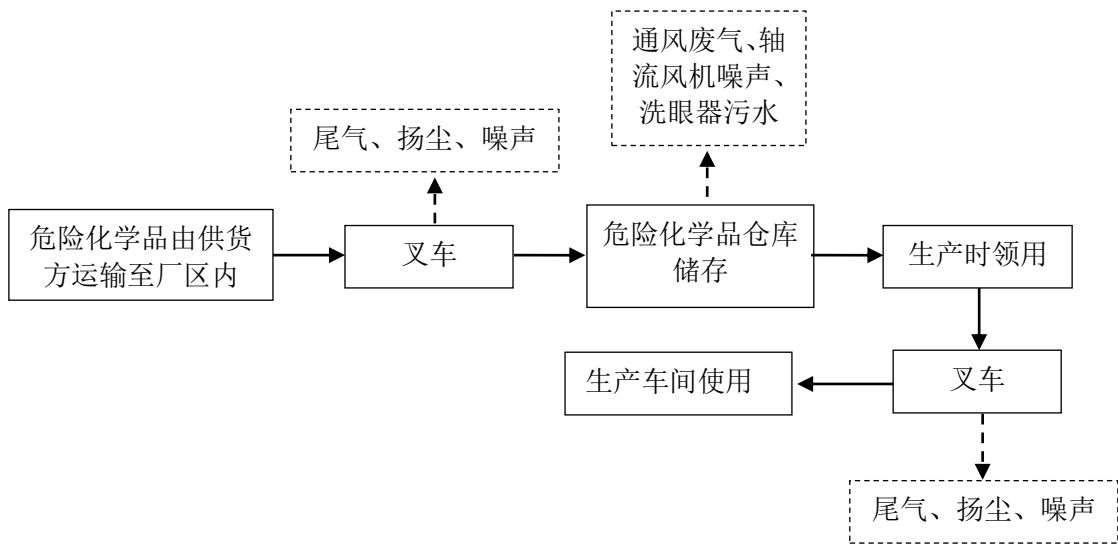 通风废气、轴
流风机噪声、
洗眼器污水
尾气、扬尘、噪声
危险化学品由供货
方运输至厂区内
叉车
危险化学品仓库
储存
生产时领用
生产车间使用
叉车
尾气、扬尘、噪声